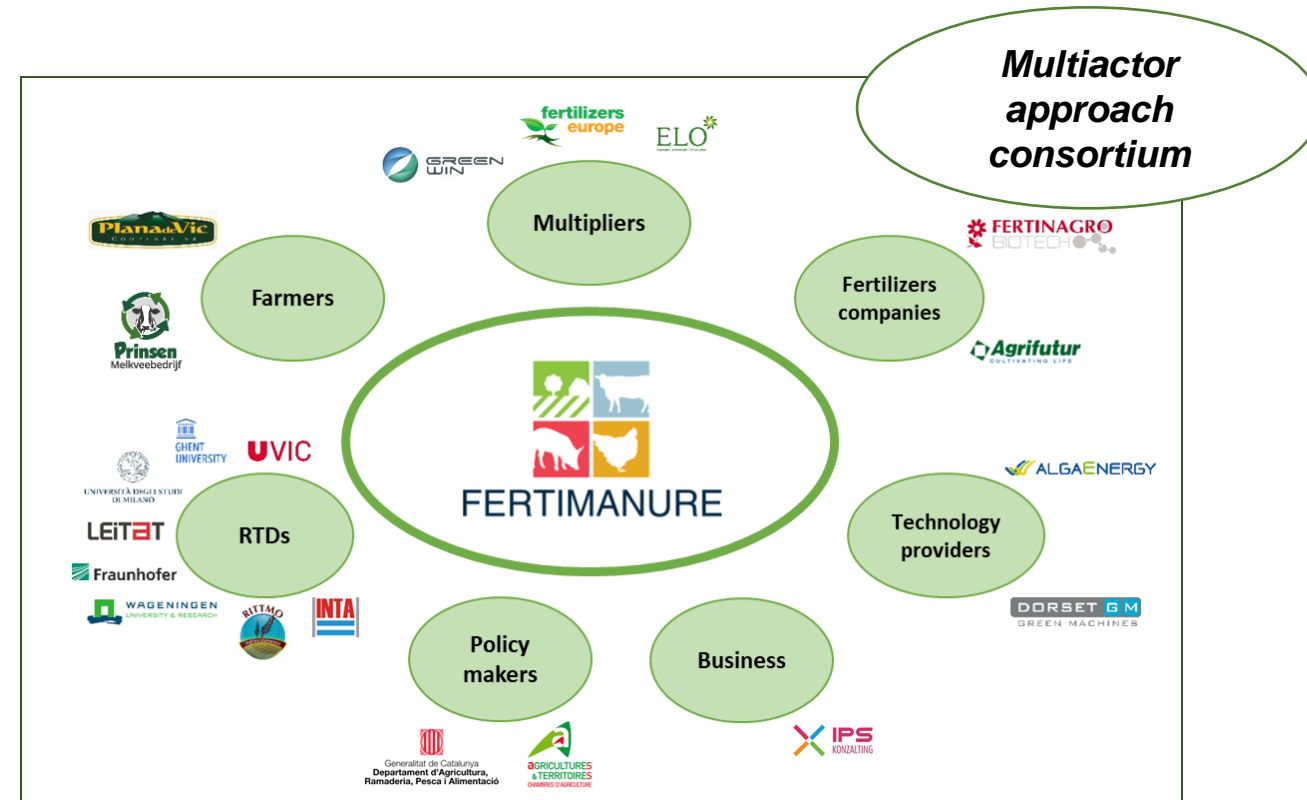 Multiactor
approach
consortium
fertilizers
europe
ELO
GREEN
WIN
Multipliers
PlanadeVic
COOPERATIVA
FERTINAGRO
BIOTECH
Farmers
Fertilizers
companies
Prinsen
Melkveebedrijf
Agrifutur
CULTIVATING LIFE
FERTIMANURE
GHENT
UNIVERSITY
UVIC
UNIVERSITÀ DEGLI STUDI
DI MILANO
ALGAENERGY
LEITAT
RTDs
Technology
providers
Fraunhofer
WAGENINGEN
UNIVERSITY & RESEARCH
RITTMO
INTA
DORSET GM
GREEN MACHINES
Policy
makers
Business
Generalitat de Catalunya
Departament d'Agricultura,
Ramaderia, Pesca i Alimentació
aGRICULTURES
& TERRITOIRES
CHAMBRES D'AGRICULTURE
IPS
KONZALTING